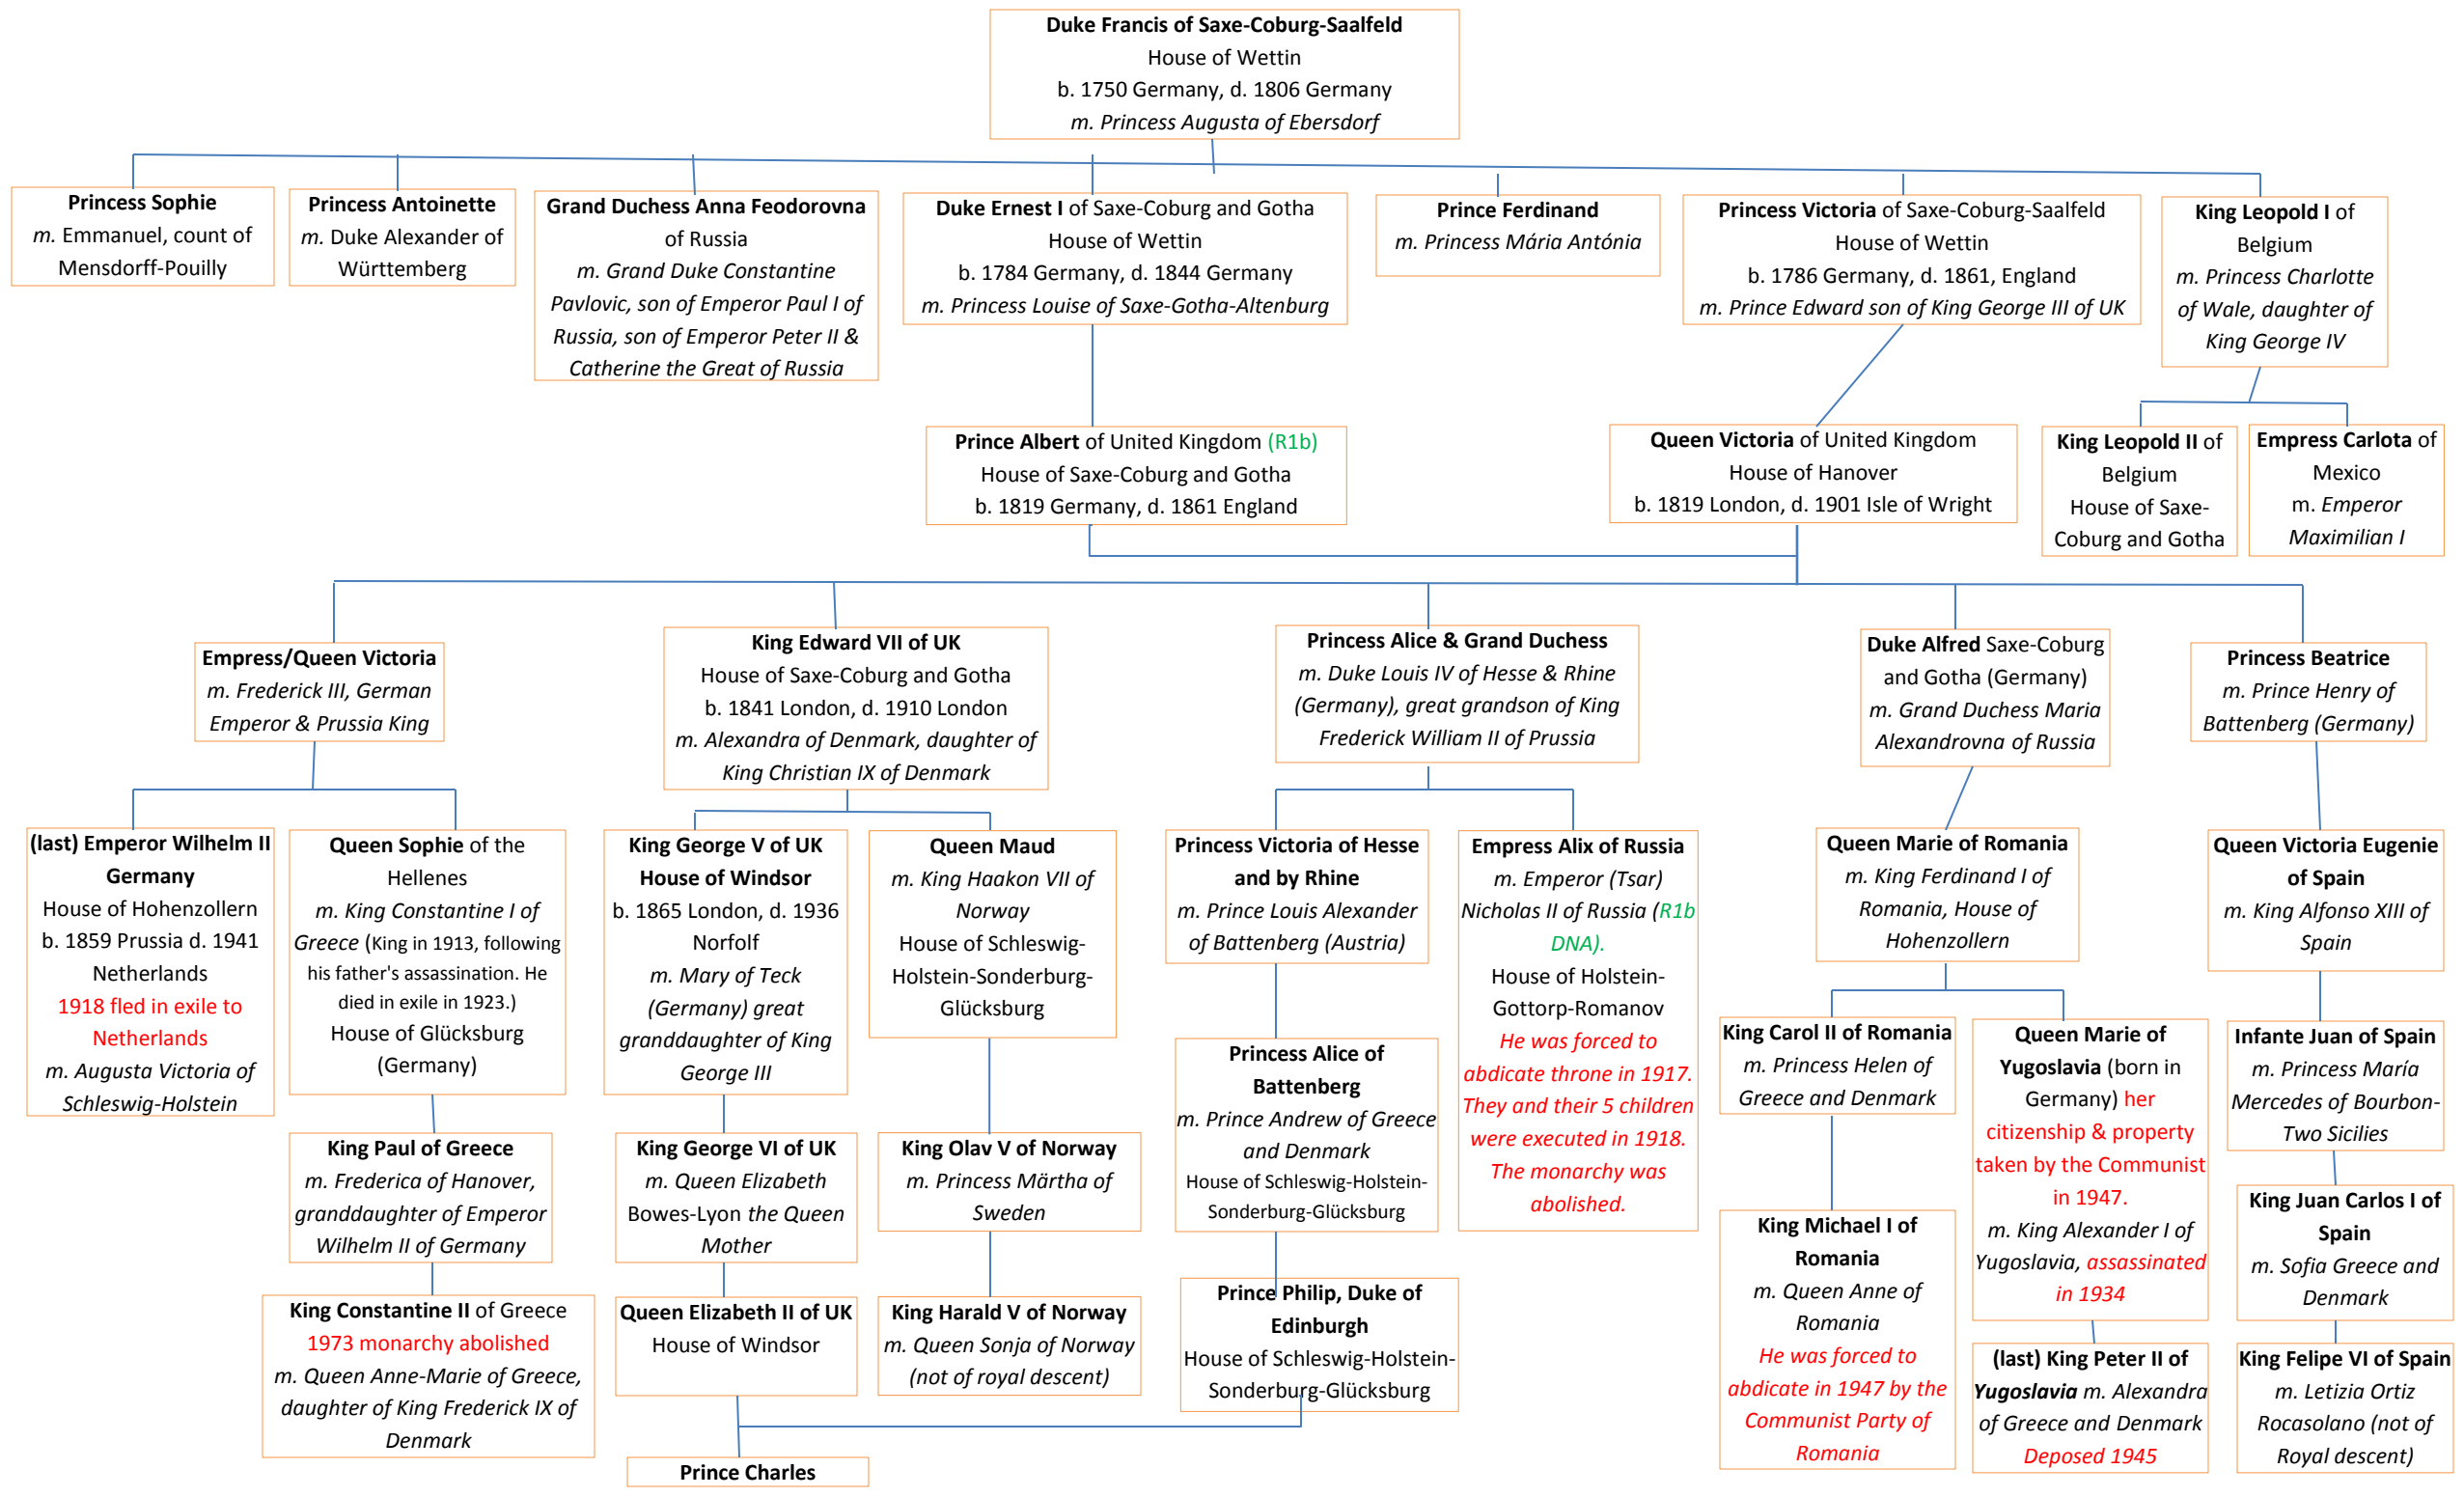 Duke Francis of Saxe-Coburg-Saalfeld
House of Wettin
b. 1750 Germany, d. 1806 Germany
m. Princess Augusta of Ebersdorf
Princess Sophie
m. Emmanuel, count of
Mensdorff-Pouilly
Princess Antoinette
m. Duke Alexander of
Württemberg
Grand Duchess Anna Feodorovna
of Russia
m. Grand Duke Constantine
Pavlovic, son of Emperor Paul I of
Russia, son of Emperor Peter II &
Catherine the Great of Russia
Duke Ernest I of Saxe-Coburg and Gotha
House of Wettin
b. 1784 Germany, d. 1844 Germany
m. Princess Louise of Saxe-Gotha-Altenburg
Prince Ferdinand
m. Princess Mária Antónia
Princess Victoria of Saxe-Coburg-Saalfeld
House of Wettin
b. 1786 Germany, d. 1861, England
m. Prince Edward son of King George III of UK
King Leopold I of
Belgium
m. Princess Charlotte
of Wale, daughter of
King George IV
Prince Albert of United Kingdom (R1b)
House of Saxe-Coburg and Gotha
b. 1819 Germany, d. 1861 England
Queen Victoria of United Kingdom
House of Hanover
b. 1819 London, d. 1901 Isle of Wright
King Leopold II of
Belgium
House of Saxe-
Coburg and Gotha
Empress Carlota of
Mexico
m. Emperor
Maximilian I
Empress/Queen Victoria
m. Frederick III, German
Emperor & Prussia King
King Edward VII of UK
House of Saxe-Coburg and Gotha
b. 1841 London, d. 1910 London
m. Alexandra of Denmark, daughter of
King Christian IX of Denmark
Princess Alice & Grand Duchess
m. Duke Louis IV of Hesse & Rhine
(Germany), great grandson of King
Frederick William II of Prussia
Duke Alfred Saxe-Coburg
and Gotha (Germany)
m. Grand Duchess Maria
Alexandrovna of Russia
Princess Beatrice
m. Prince Henry of
Battenberg (Germany)
(last) Emperor Wilhelm II
Germany
House of Hohenzollern
b. 1859 Prussia d. 1941
Netherlands
1918 fled in exile to
Netherlands
m. Augusta Victoria of
Schleswig-Holstein
Queen Sophie of the
Hellenes
m. King Constantine I of
Greece (King in 1913, following
his father's assassination. He
died in exile in 1923.)
House of Glücksburg
(Germany)
King George V of UK
House of Windsor
b. 1865 London, d. 1936
Norfolf
m. Mary of Teck
(Germany) great
granddaughter of King
George III
Queen Maud
m. King Haakon VII of
Norway
House of Schleswig-
Holstein-Sonderburg-
Glücksburg
Princess Victoria of Hesse
and by Rhine
m. Prince Louis Alexander
of Battenberg (Austria)
Empress Alix of Russia
m. Emperor (Tsar)
Nicholas II of Russia (R1b
DNA).
House of Holstein-
Gottorp-Romanov
He was forced to
abdicate throne in 1917.
They and their 5 children
were executed in 1918.
The monarchy was
abolished.
Queen Marie of Romania
m. King Ferdinand I of
Romania, House of
Hohenzollern
Queen Victoria Eugenie
of Spain
m. King Alfonso XIII of
Spain
King Carol II of Romania
m. Princess Helen of
Greece and Denmark
Queen Marie of
Yugoslavia (born in
Germany) her
citizenship & property
taken by the Communist
in 1947.
m. King Alexander I of
Yugoslavia, assassinated
in 1934
Infante Juan of Spain
m. Princess María
Mercedes of Bourbon-
Two Sicilies
Princess Alice of
Battenberg
m. Prince Andrew of Greece
and Denmark
House of Schleswig-Holstein-
Sonderburg-Glücksburg
King Paul of Greece
m. Frederica of Hanover,
granddaughter of Emperor
Wilhelm II of Germany
King George VI of UK
m. Queen Elizabeth
Bowes-Lyon the Queen
Mother
King Olav V of Norway
m. Princess Märtha of
Sweden
King Michael I of
Romania
m. Queen Anne of
Romania
He was forced to
abdicate in 1947 by the
Communist Party of
Romania
King Juan Carlos I of
Spain
m. Sofia Greece and
Denmark
King Constantine II of Greece
1973 monarchy abolished
m. Queen Anne-Marie of Greece,
daughter of King Frederick IX of
Denmark
Queen Elizabeth II of UK
House of Windsor
King Harald V of Norway
m. Queen Sonja of Norway
(not of royal descent)
Prince Philip, Duke of
Edinburgh
House of Schleswig-Holstein-
Sonderburg-Glücksburg
(last) King Peter II of
Yugoslavia m. Alexandra
of Greece and Denmark
Deposed 1945
King Felipe VI of Spain
m. Letizia Ortiz
Rocasolano (not of
Royal descent)
Prince Charles